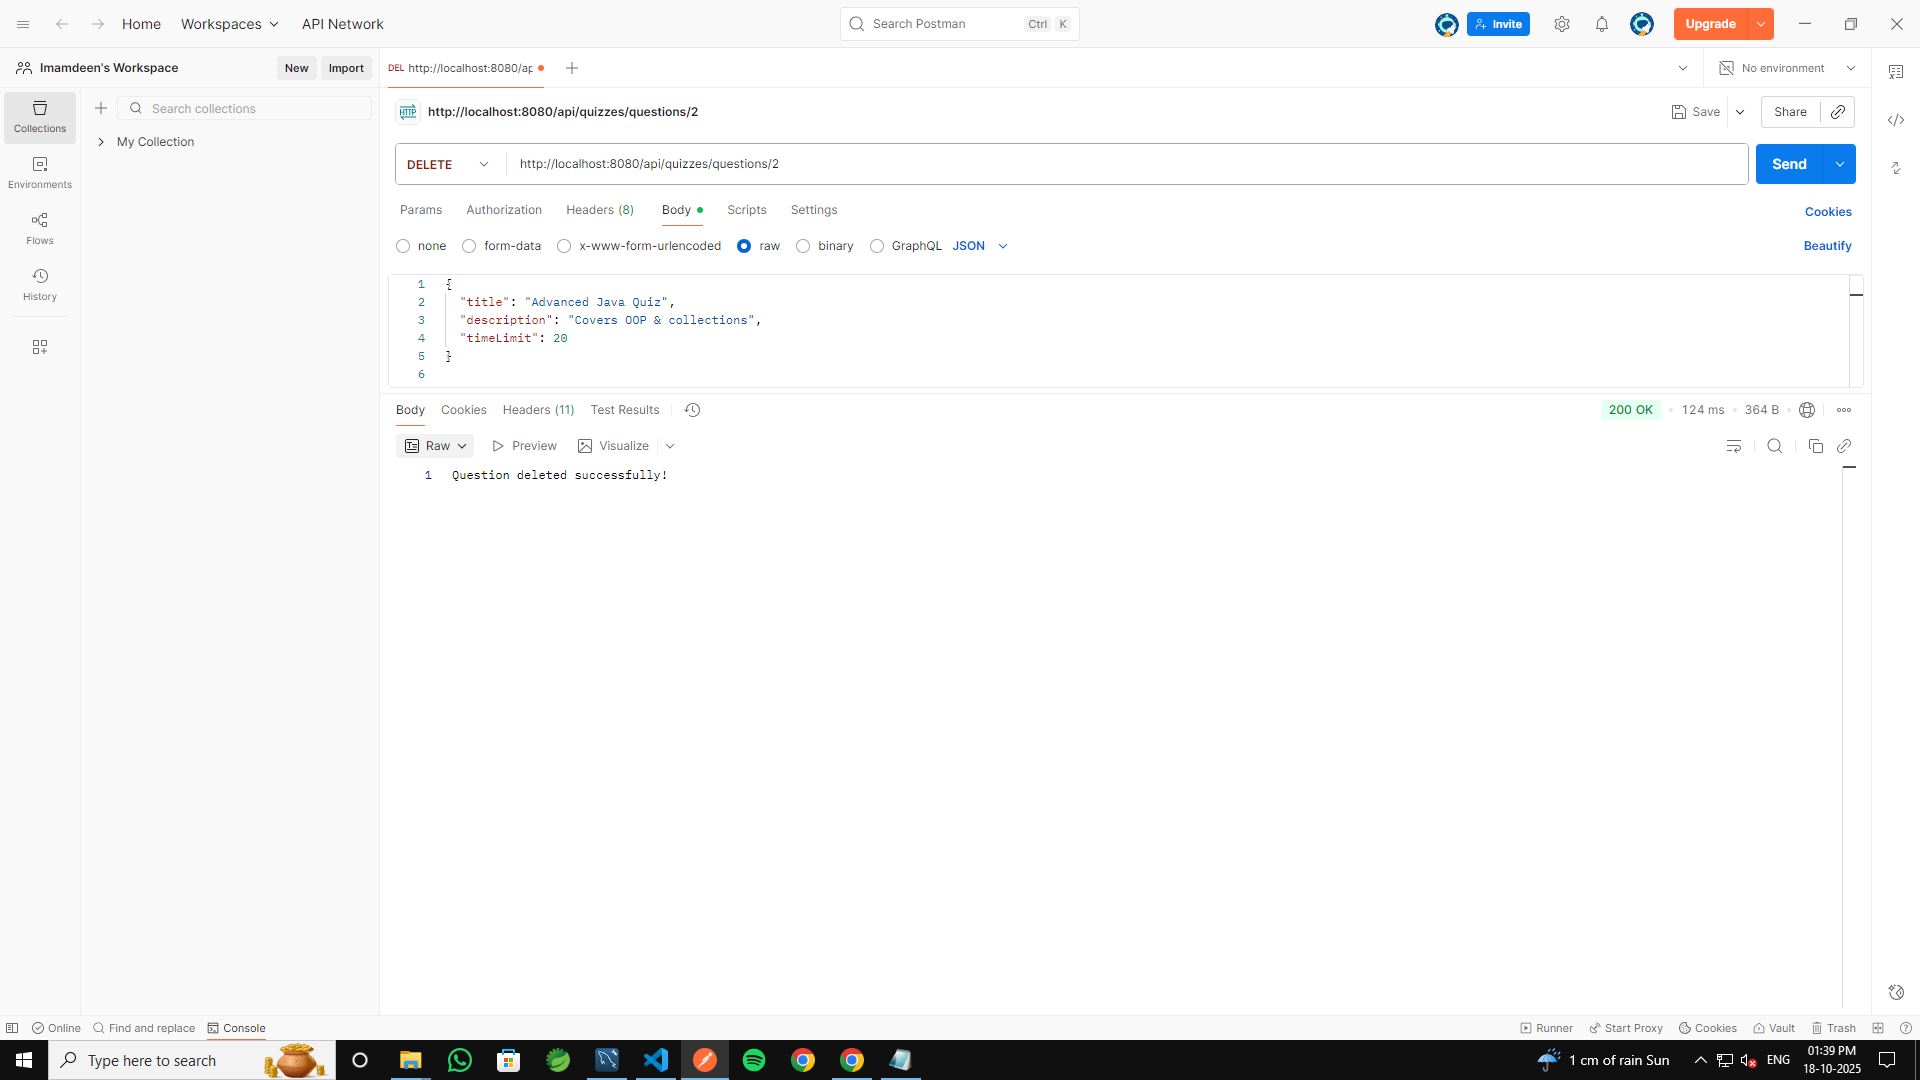 Home Workspaces API Network Search Postman Ctrl K Invite Upgrade
Imamdeen's Workspace New Import DEL http://localhost:8080/ap No environment
Search collections
Collections
My Collection
Environments
Flows
History
HTTP http://localhost:8080/api/quizzes/questions/2 Save Share
DELETE http://localhost:8080/api/quizzes/questions/2 Send
Params Authorization Headers (8) Body Scripts Settings Cookies
none form-data x-www-form-urlencoded raw binary GraphQL JSON Beautify
1 {
2 "title": "Advanced Java Quiz",
3 "description": "Covers OOP & collections",
4 "timeLimit": 20
5 }
6
Body Cookies Headers (11) Test Results 200 OK 124 ms 364 B
Raw Preview Visualize
1 Question deleted successfully!
Online Find and replace Console Runner Start Proxy Cookies Vault Trash
Type here to search 1 cm of rain Sun ENG 01:39 PM
18-10-2025